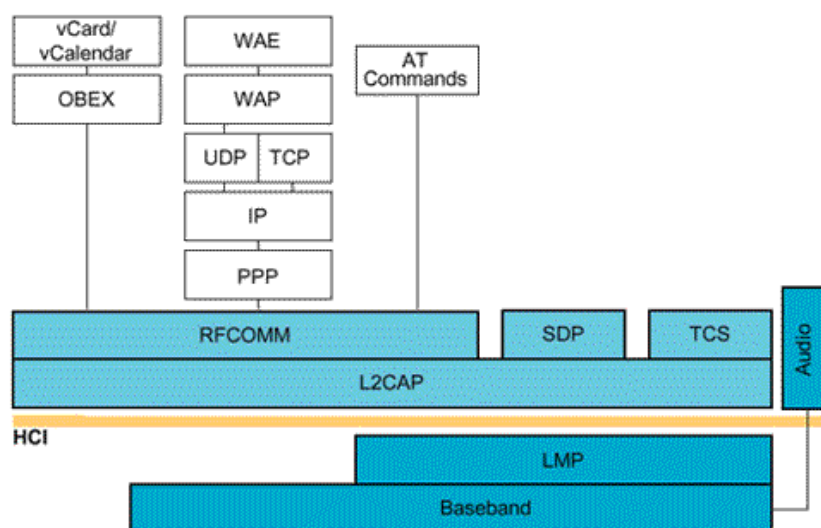 vCard/
vCalendar
WAE
AT
Commands
OBEX
WAP
UDP
TCP
IP
PPP
RFCOMM
SDP
TCS
Audio
L2CAP
HCI
LMP
Baseband